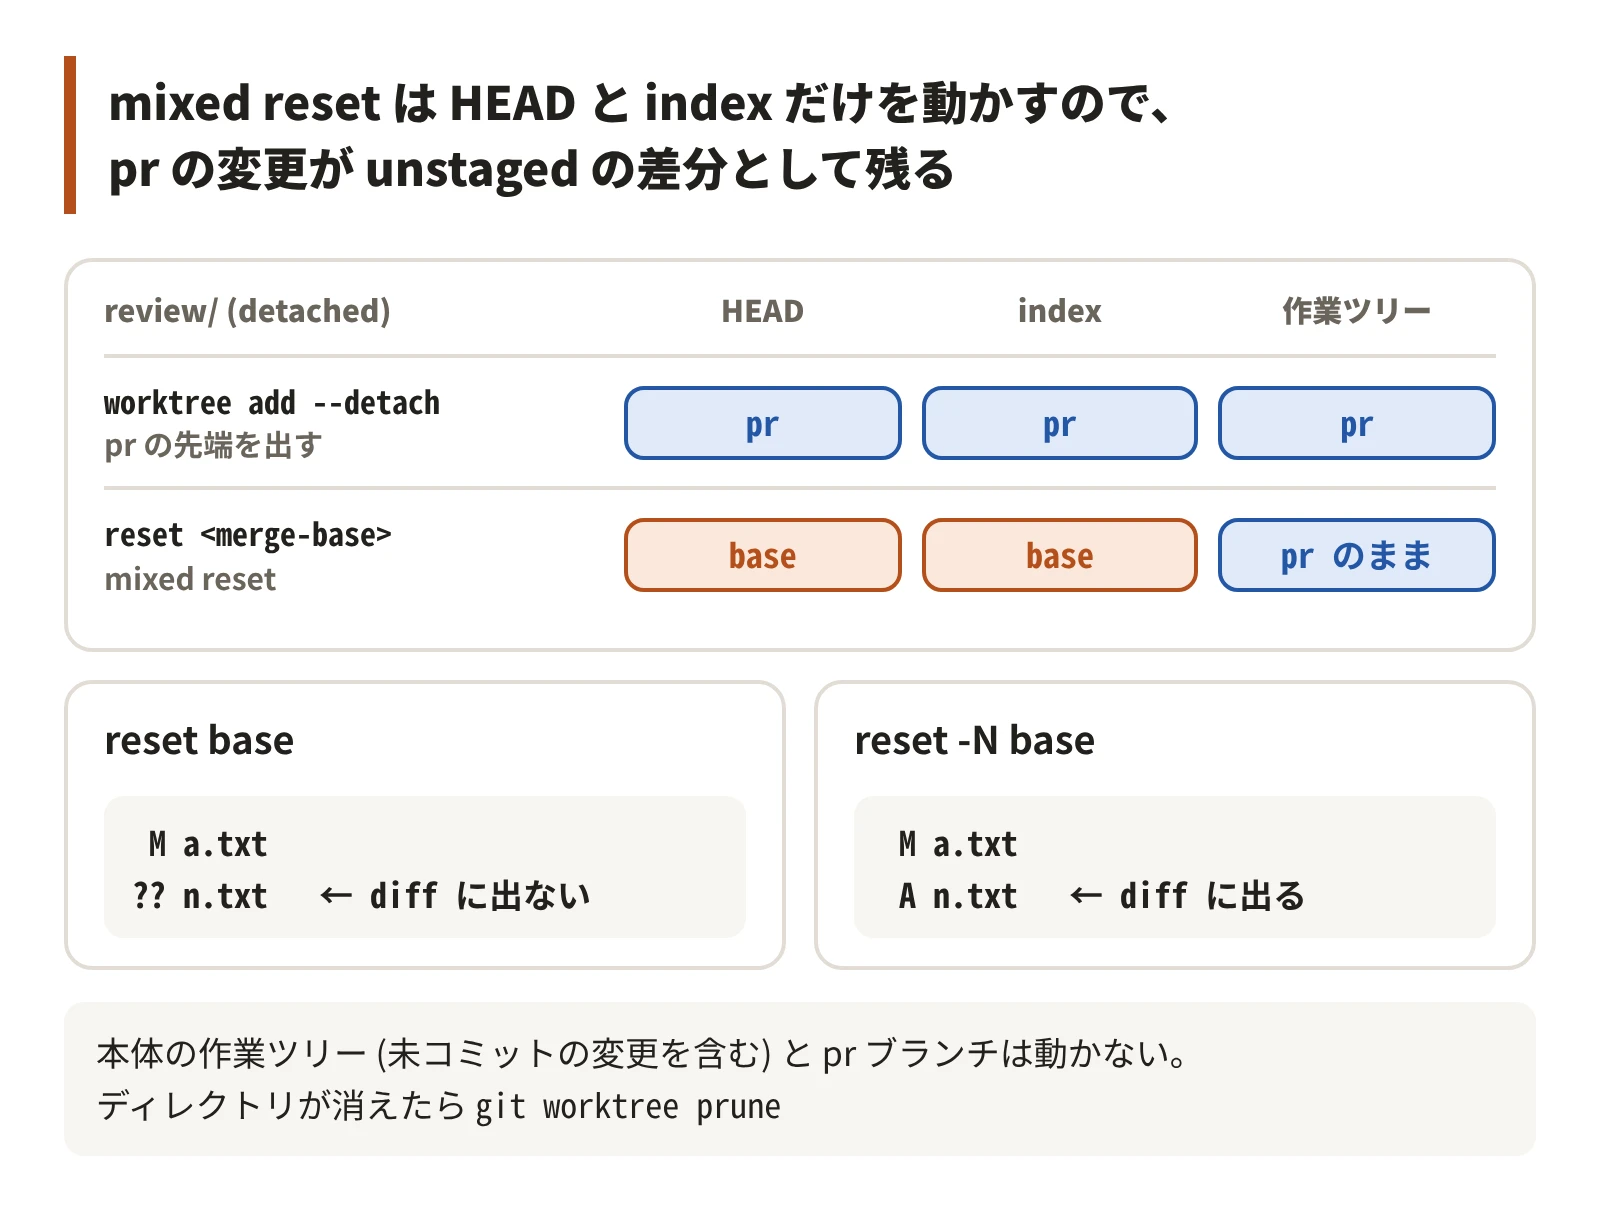 mixed reset は HEAD と index だけを動かすので、
pr の変更が unstaged の差分として残る
review/ (detached) HEAD index 作業ツリー
worktree add --detach
pr の先端を出す
pr pr pr
reset <merge-base>
mixed reset
base base pr のまま
reset base
M a.txt
?? n.txt ← diff に出ない
reset -N base
M a.txt
A n.txt ← diff に出る
本体の作業ツリー (未コミットの変更を含む) と pr ブランチは動かない。
ディレクトリが消えたら git worktree prune